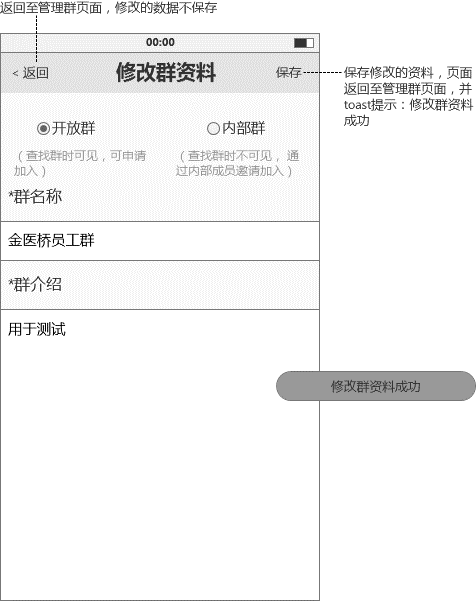 返回至管理群页面，修改的数据不保存
00:00
< 返回
修改群资料
保存
保存修改的资料，页面
返回至管理群页面，并
toast提示：修改群资料
成功
开放群
内部群
（查找群时可见，可申请
加入）
（查找群时不可见， 通
过内部成员邀请加入）
*群名称
金医桥员工群
*群介绍
用于测试
修改群资料成功